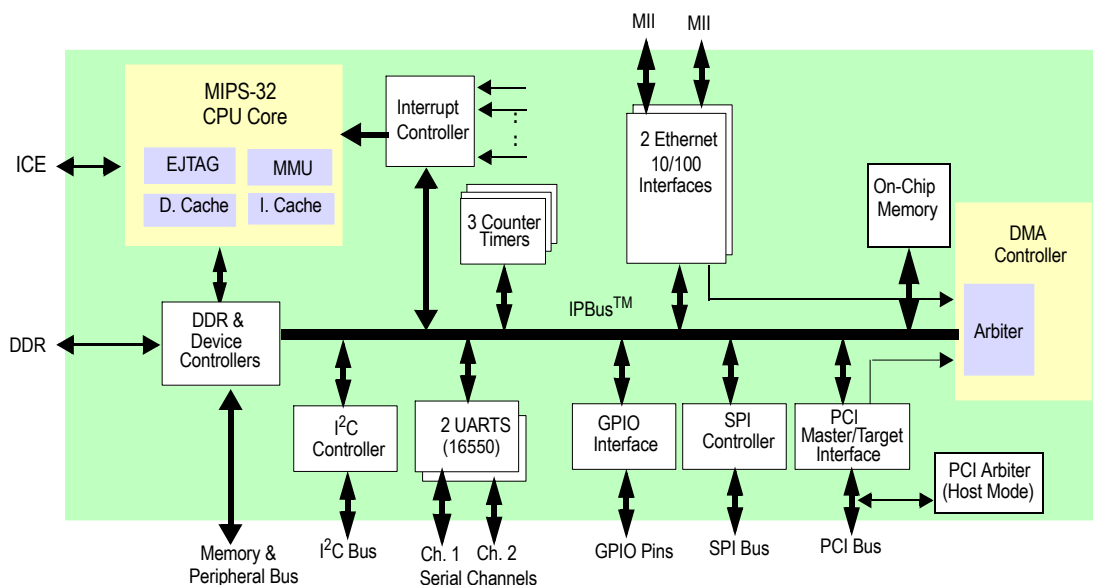 MII
MII
MIPS-32
CPU Core
EJTAG
MMU
D. Cache
I. Cache
ICE
Interrupt
Controller
:
:
2 Ethernet
10/100
Interfaces
3 Counter
Timers
On-Chip
Memory
DMA
Controller
Arbiter
IPBus™
DDR
DDR &
Device
Controllers
I²C
Controller
2 UARTS
(16550)
GPIO
Interface
SPI
Controller
PCI
Master/Target
Interface
PCI Arbiter
(Host Mode)
Memory &
Peripheral Bus
I²C Bus
Ch. 1
Ch. 2
Serial Channels
GPIO Pins
SPI Bus
PCI Bus